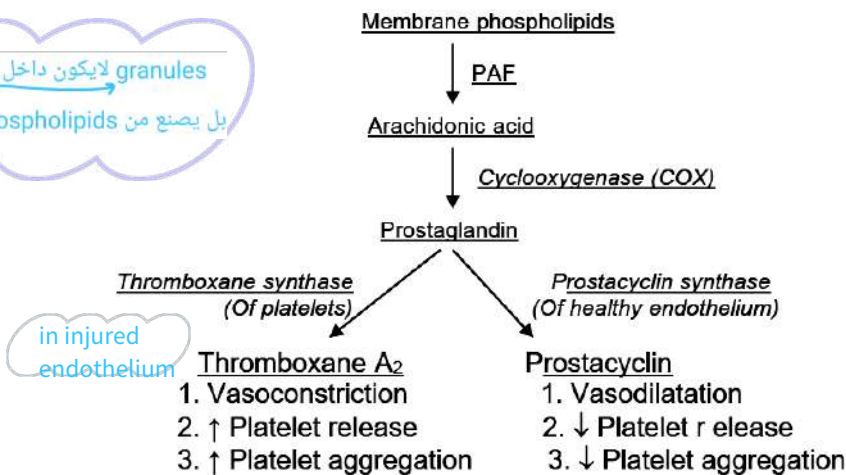 Membrane phospholipids
لايكون داخل granules
PAF
بل يصنع من ospholipids
Arachidonic acid
Cyclooxygenase (COX)
Prostaglandin
Thromboxane synthase
(Of platelets)
Prostacyclin synthase
(Of healthy endothelium)
in injured
endothelium
Thromboxane A₂
1. Vasoconstriction
2. ↑ Platelet release
3. ↑ Platelet aggregation
Prostacyclin
1. Vasodilatation
2. ↓ Platelet r elease
3. ↓ Platelet aggregation